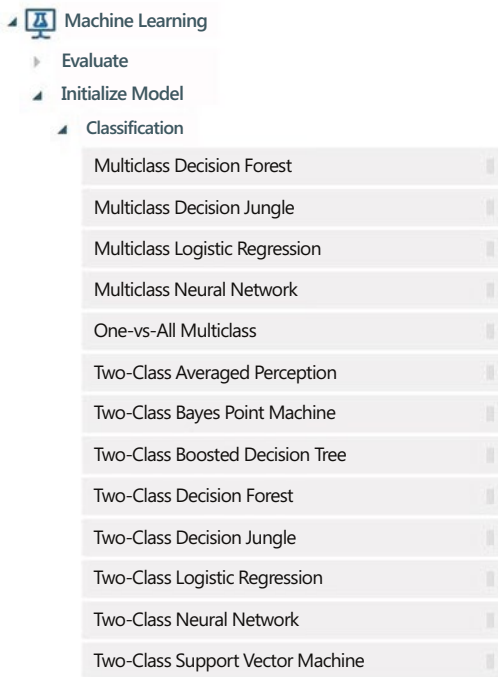 Machine Learning
Evaluate
Initialize Model
Classification
Multiclass Decision Forest
Multiclass Decision Jungle
Multiclass Logistic Regression
Multiclass Neural Network
One-vs-All Multiclass
Two-Class Averaged Perception
Two-Class Bayes Point Machine
Two-Class Boosted Decision Tree
Two-Class Decision Forest
Two-Class Decision Jungle
Two-Class Logistic Regression
Two-Class Neural Network
Two-Class Support Vector Machine